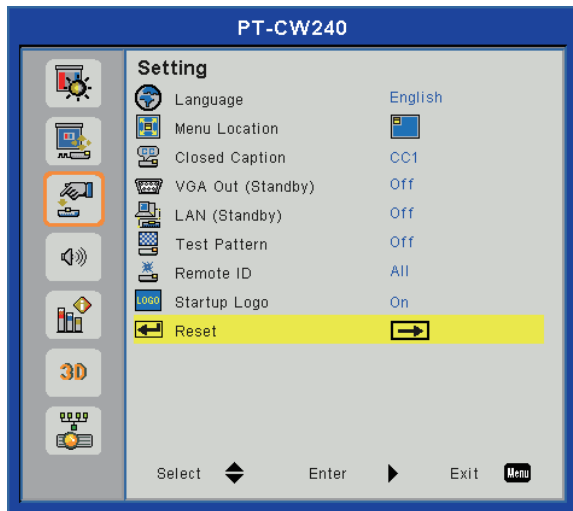 PT-CW240
Setting
Language English
Menu Location
Closed Caption CC1
VGA Out (Standby) Off
LAN (Standby) Off
Test Pattern Off
Remote ID All
LOGO Startup Logo On
Reset
3D
Select Enter Exit Menu